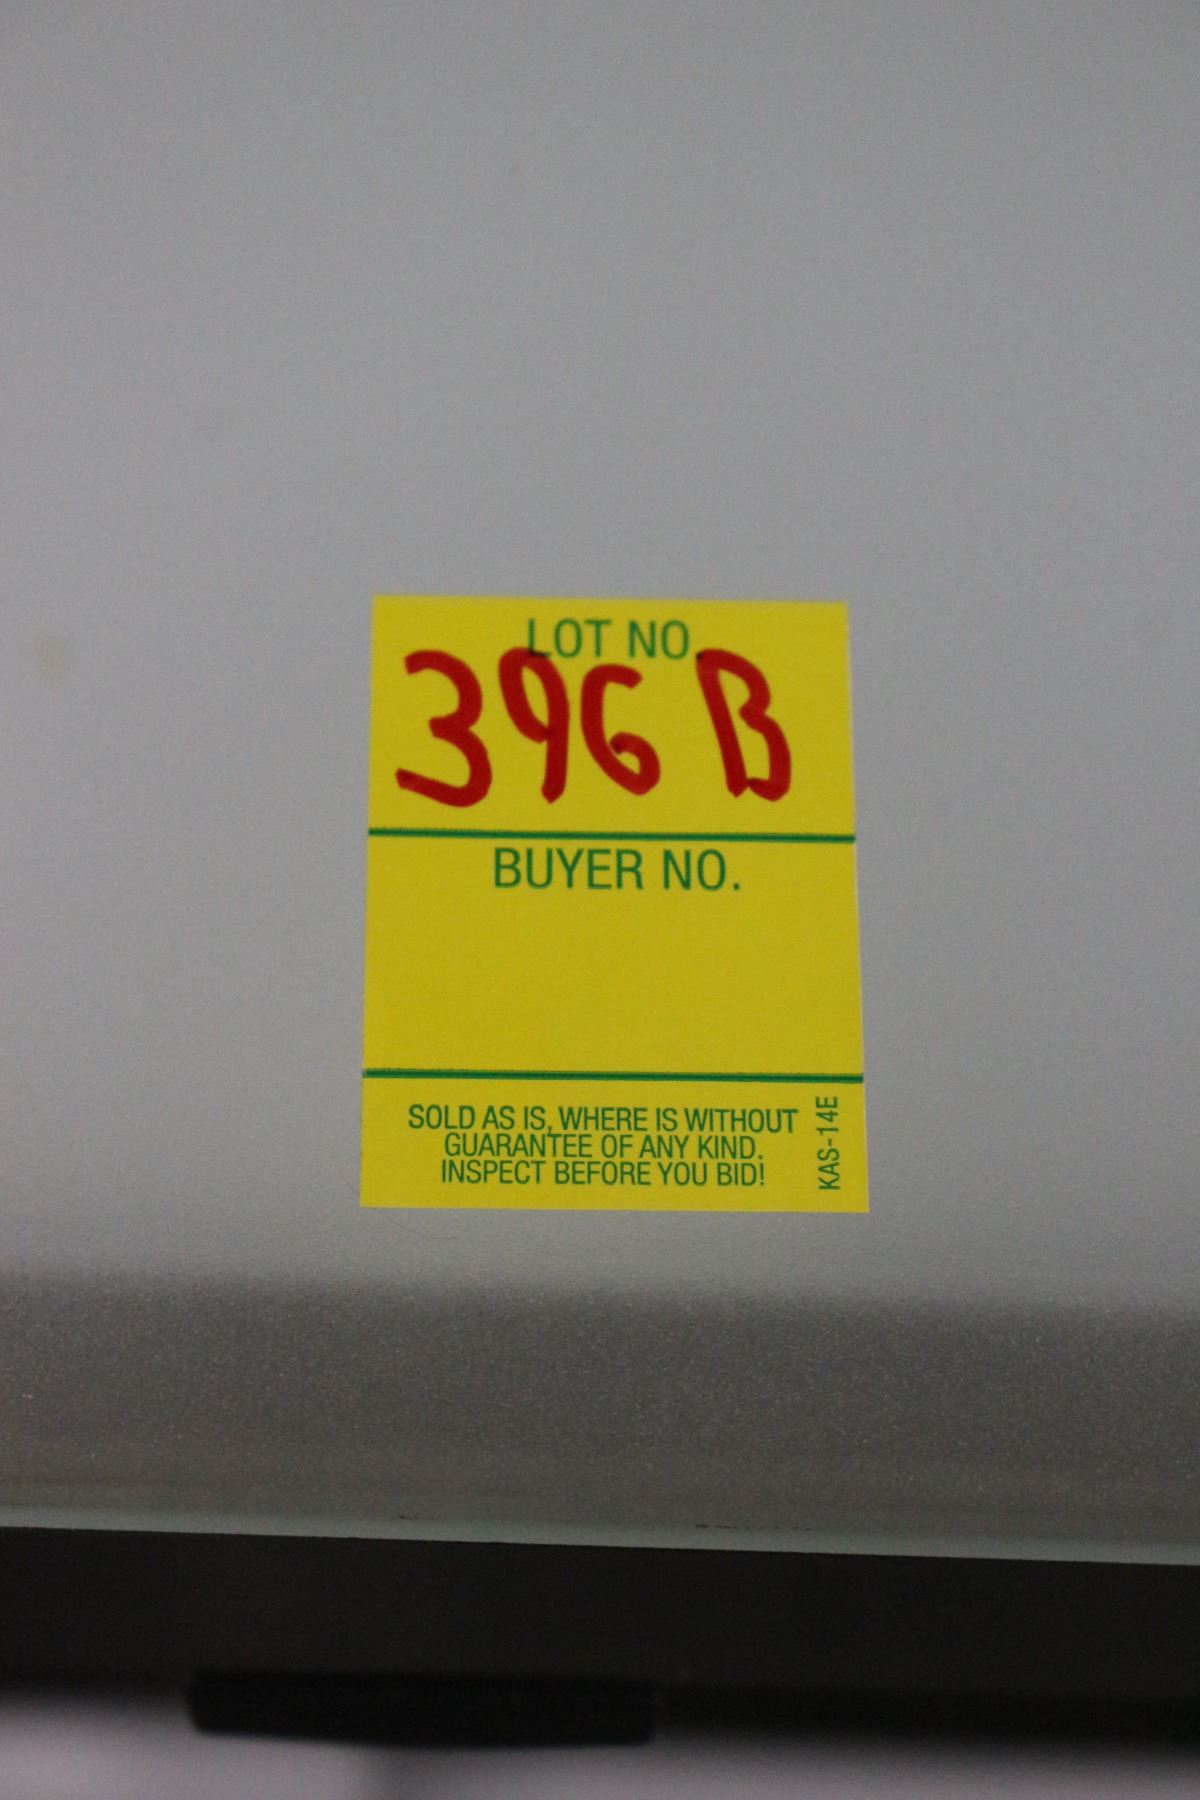 LOT NO.
396 B
BUYER NO.
SOLD AS IS, WHERE IS WITHOUT
GUARANTEE OF ANY KIND.
INSPECT BEFORE YOU BID!
KAS-14E